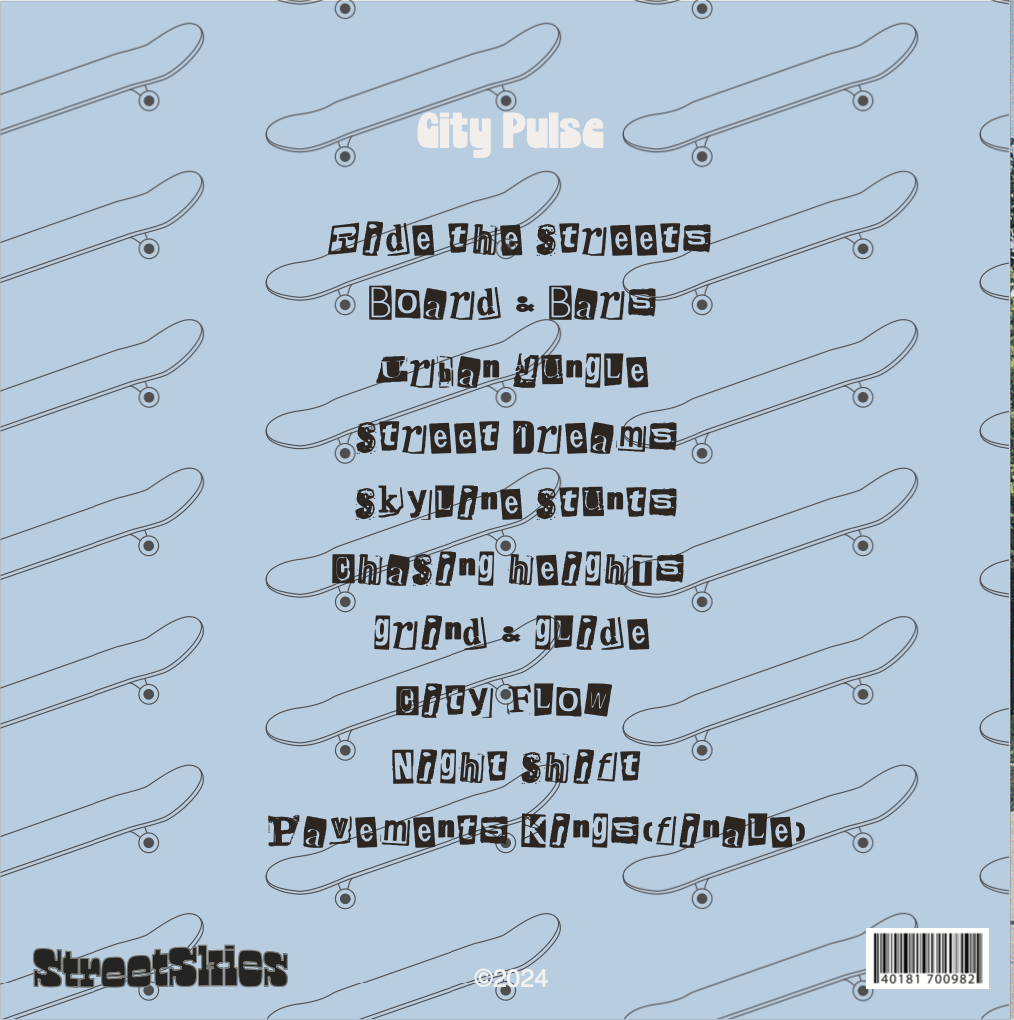 City Pulse
Ride the Streets
Board & Bars
Urban Jungle
Street Dreams
Skyline Stunts
Chasing heighTs
grind & glide
City Flow
Night Shift
Pavements Kings(finale)
StreetSkies
©2024
40181 700982